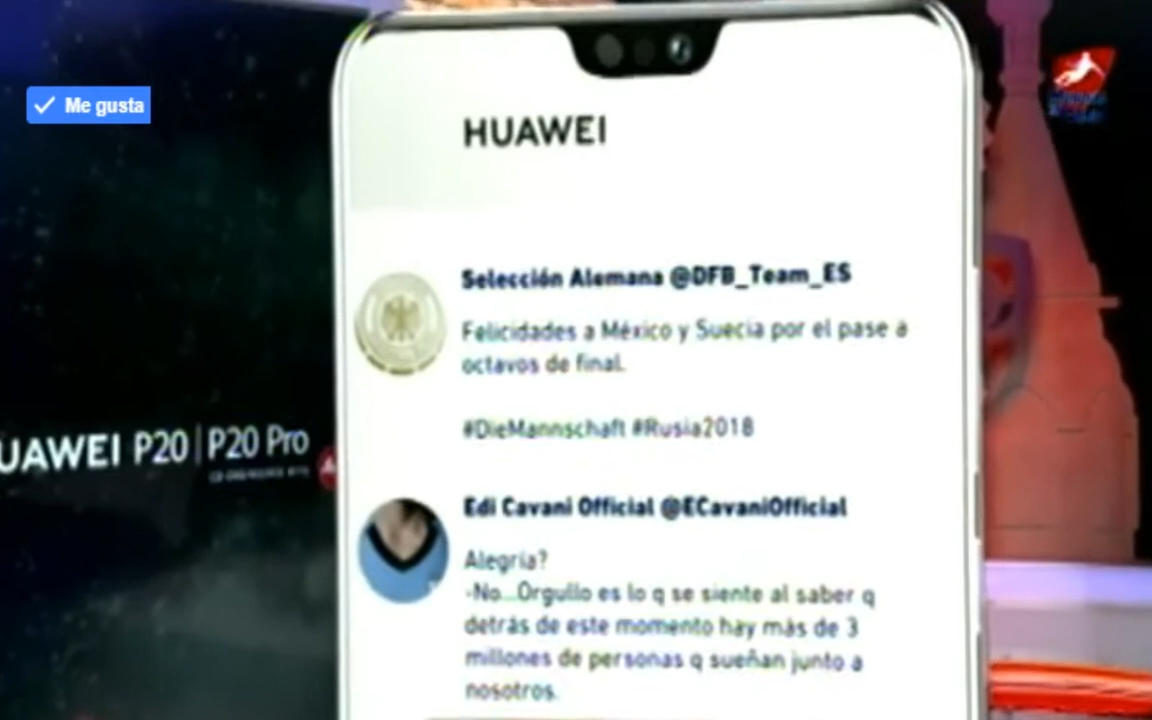 Me gusta
HUAWEI
Selección Alemana @DFB_Team_ES
Felicidades a México y Suecia por el pase a
octavos de final.
#DieMannschaft #Rusia2018
UAWEI P20 | P20 Pro
Edi Cavani Official @ECavaniOfficial
Alegria?
-No...Orgullo es lo q se siente al saber q
detrás de este momento hay más de 3
millones de personas q sueñan junto a
nosotros.